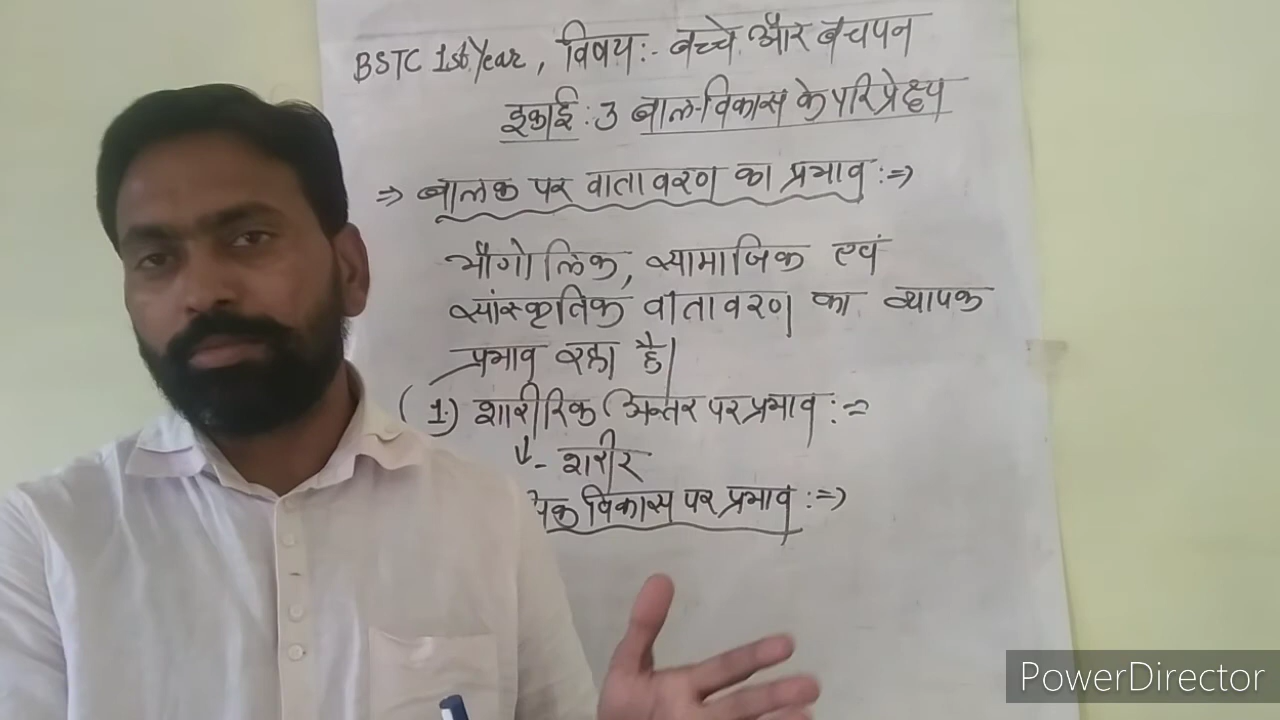 BSTC 1st Year, विषय:- बच्चे और बचपन
इकाई : 3 बाल-विकास के परिप्रेक्ष्य
⇒ बालक पर वातावरण का प्रभाव :⇒
भौगोलिक, सामाजिक एवं
सांस्कृतिक वातावरण का व्यापक
प्रभाव रहा है।
(1.) शारीरिक अन्तर पर प्रभाव :=
↓- शरीर
विकास पर प्रभाव :⇒
PowerDirector